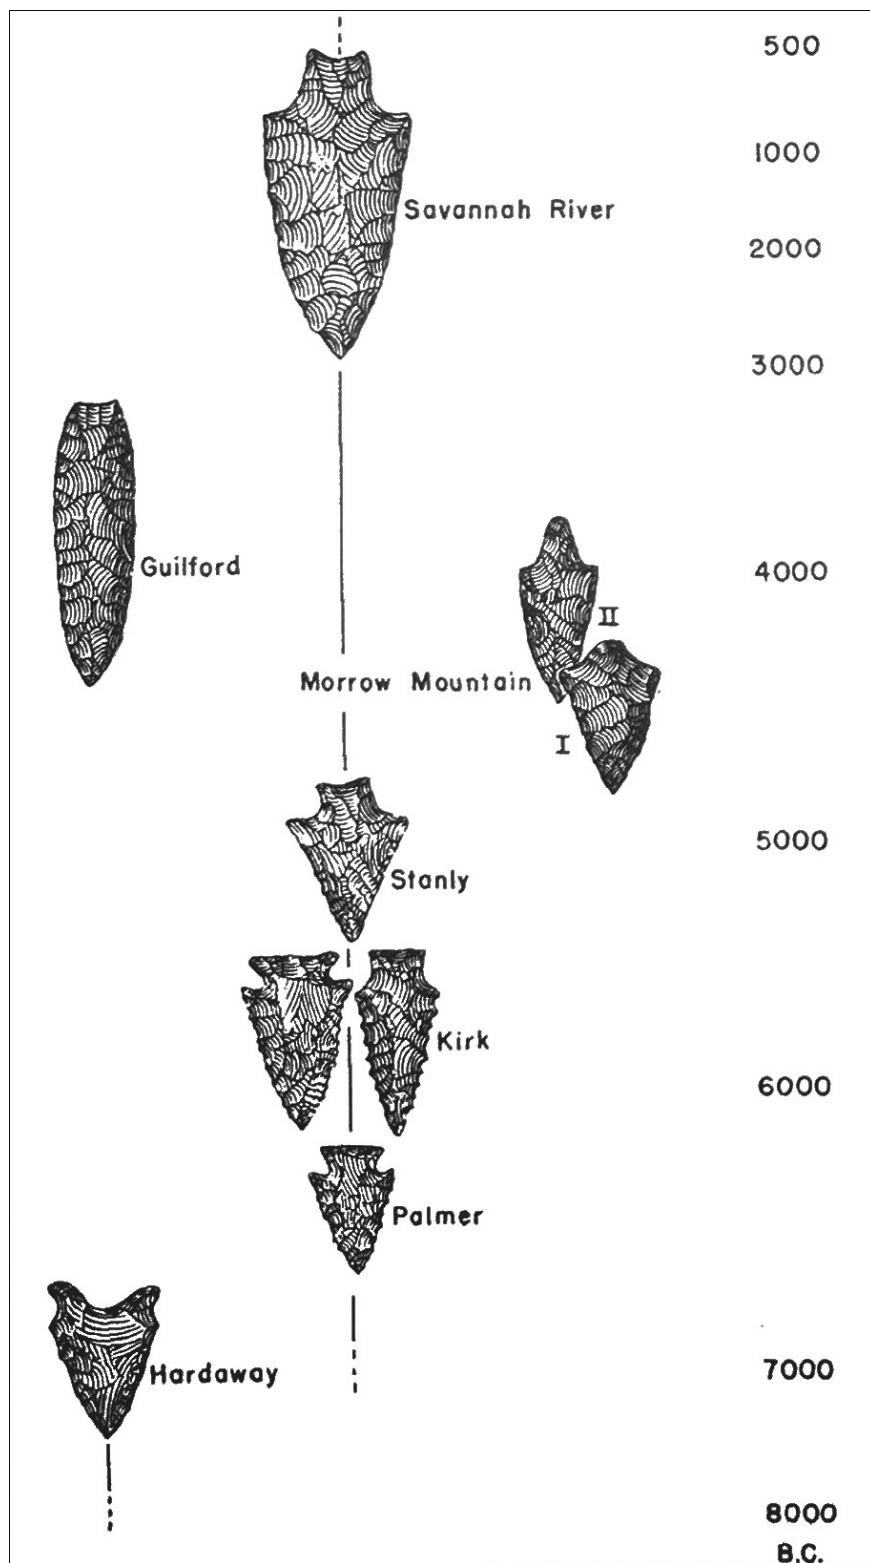 500
1000
Savannah River
2000
3000
Guilford
4000
II
Morrow Mountain
I
5000
Stanly
Kirk
6000
Palmer
7000
Hardaway
8000
B.C.